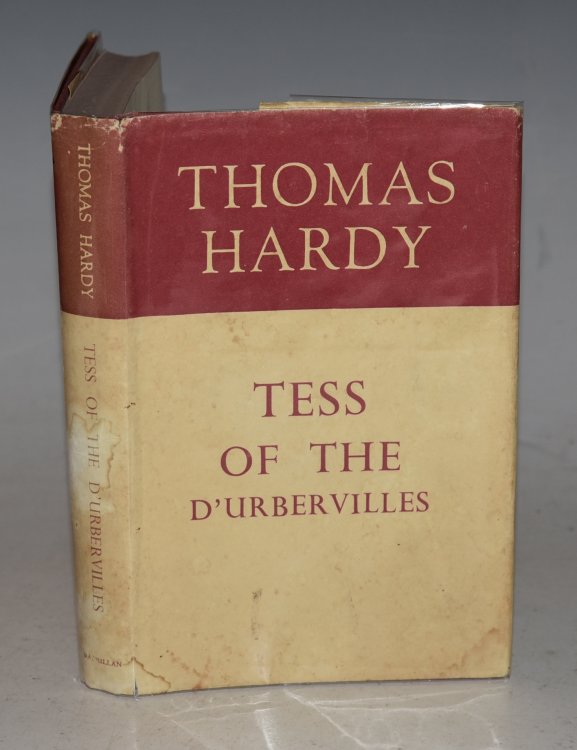 THOMAS
HARDY
TESS
OF THE
D'URBERVILLES
THOMAS HARDY
TESS OF THE D'URBERVILLES
MACMILLAN